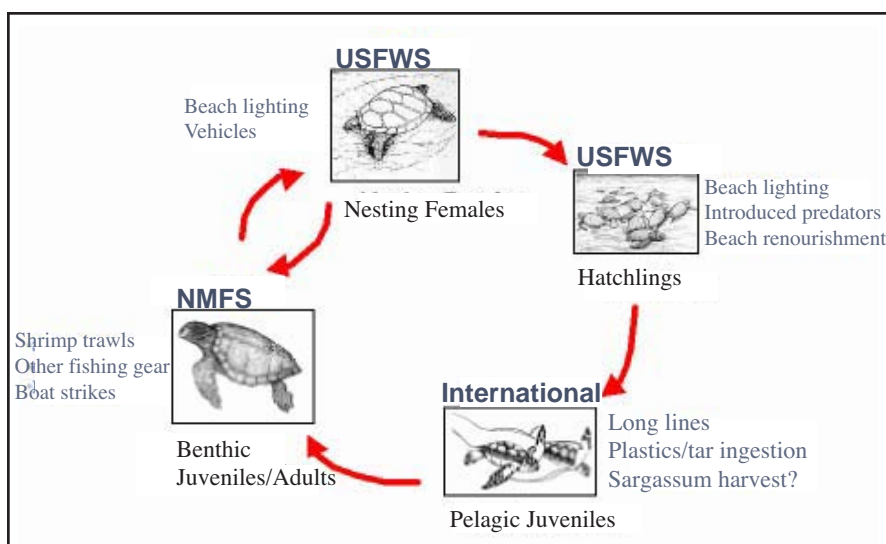 USFWS
Beach lighting
Vehicles
Nesting Females
USFWS
Beach lighting
Introduced predators
Beach renourishment
Hatchlings
International
Long lines
Plastics/tar ingestion
Sargassum harvest?
Pelagic Juveniles
NMFS
Shrimp trawls
Other fishing gear
Boat strikes
Benthic
Juveniles/Adults